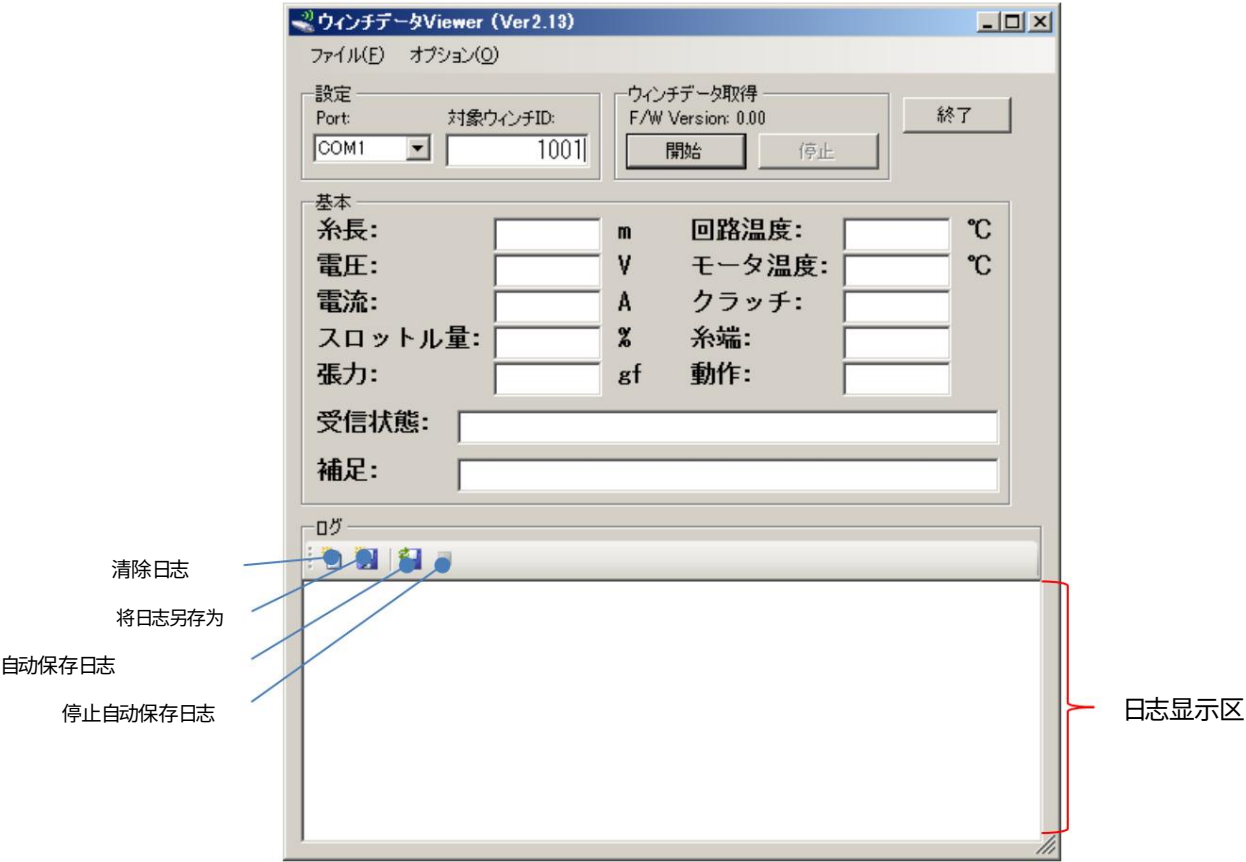 ウィンチデータViewer (Ver2.13)
ファイル(F) オプション(O)
設定
Port: 対象ウィンチID:
COM1 1001
ウィンチデータ取得
F/W Version: 0.00
開始 停止
終了
基本
糸長: m 回路温度: ℃
電圧: V モータ温度: ℃
電流: A クラッチ:
スロットル量: % 糸端:
張力: gf 動作:
受信状態:
補足:
ログ
清除日志
将日志另存为
自动保存日志
停止自动保存日志
日志显示区